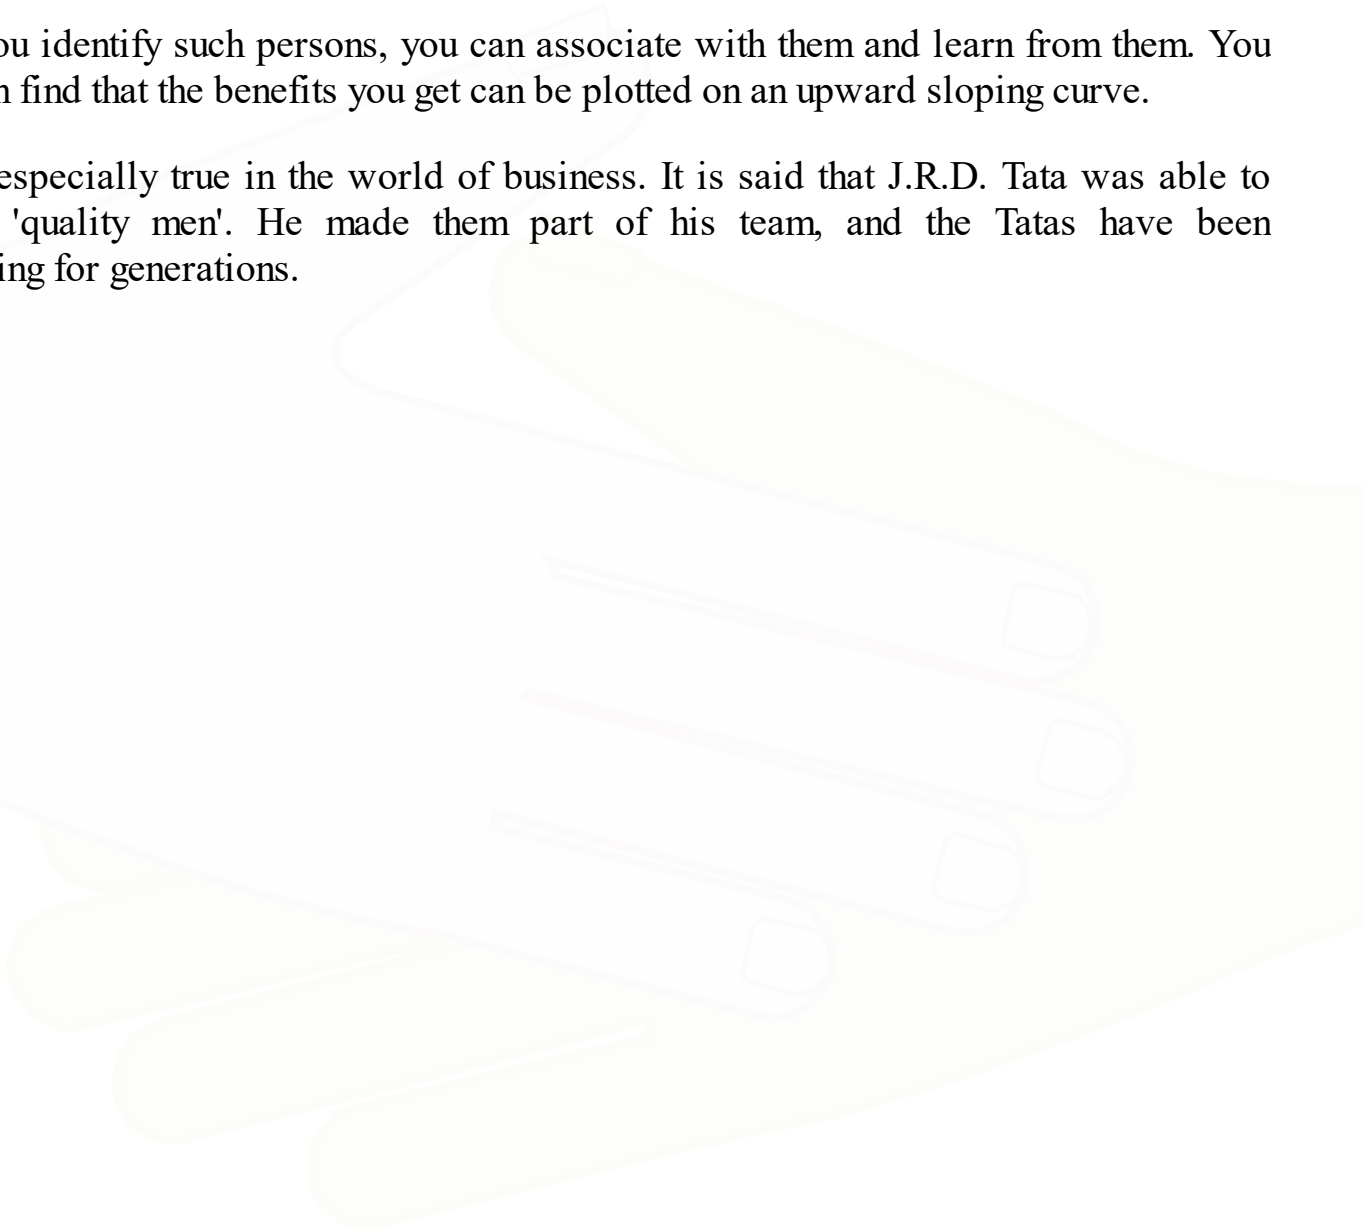 ou identify such persons, you can associate with them and learn from them. You
n find that the benefits you get can be plotted on an upward sloping curve.
especially true in the world of business. It is said that J.R.D. Tata was able to
'quality men'. He made them part of his team, and the Tatas have been
ing for generations.